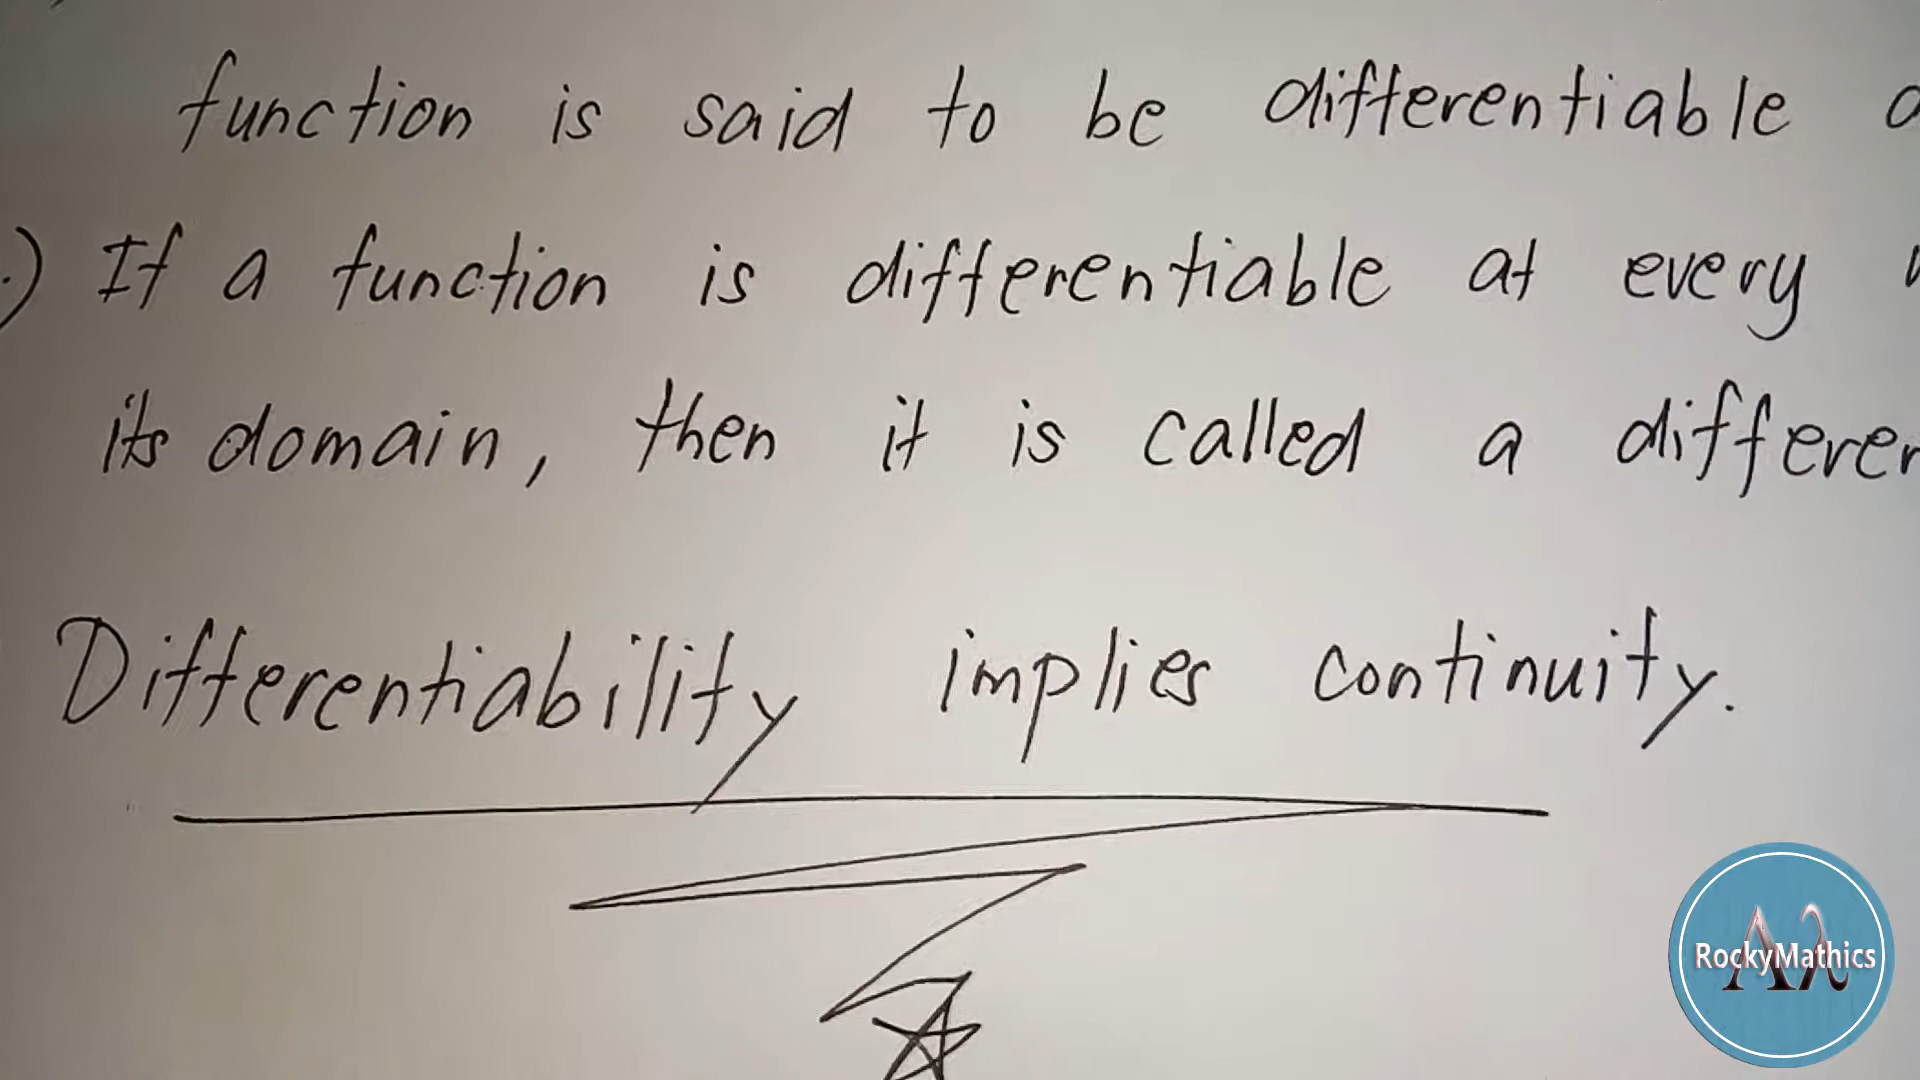 function is said to be differentiable
.) If a function is differentiable at every
its domain, then it is called a differen
Differentiability implies continuity.
RockyMathics